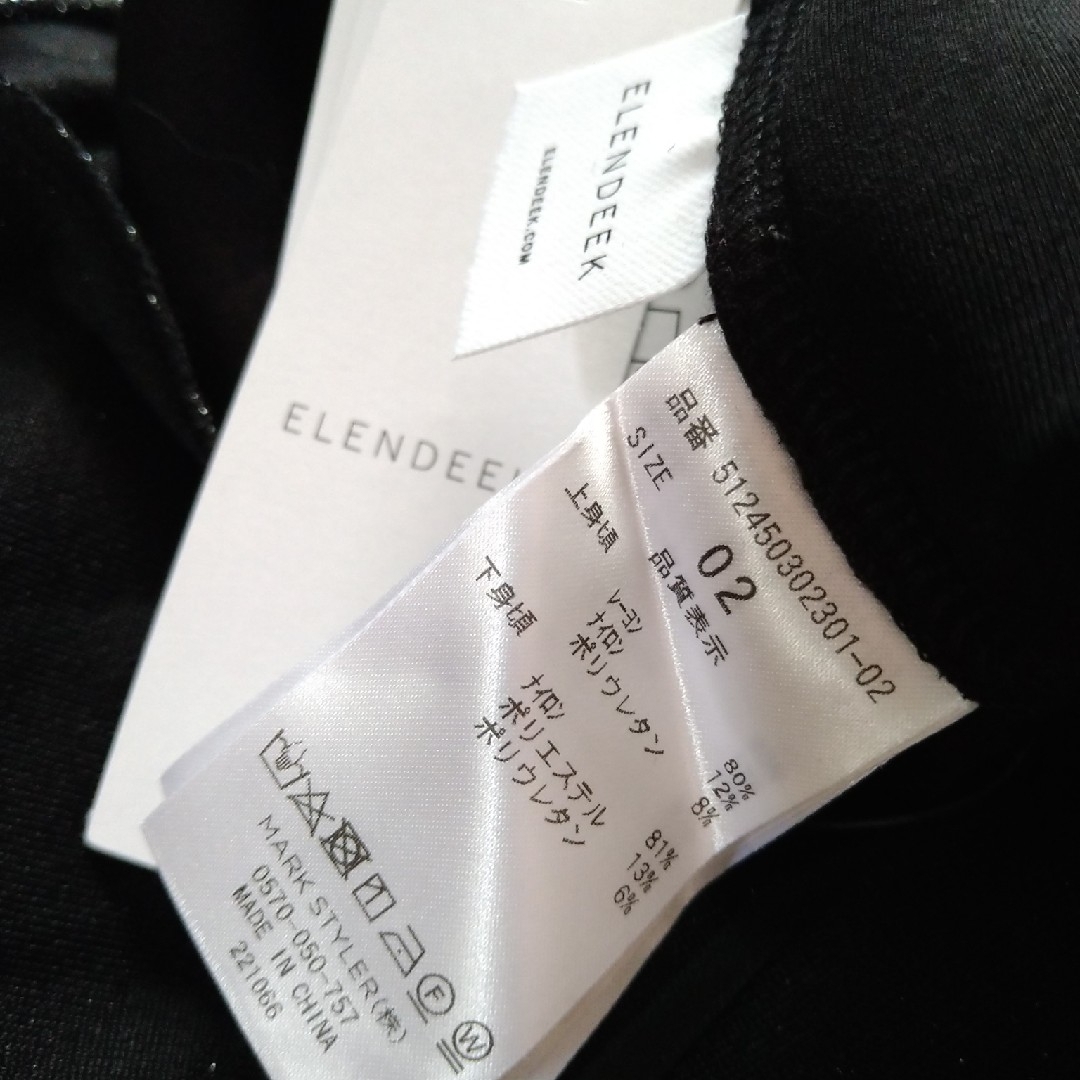 ELENDEEK
ELENDEEK.COM
ELENDEE
品番 512450302301-02
SIZE 02
品質表示
上身頃 ﾚｰﾖﾝ 80%
ﾅｲﾛﾝ 12%
ポリウレタン 8%
下身頃 ﾅｲﾛﾝ 81%
ポリエステル 13%
ポリウレタン 6%
F W
MARK STYLER(株)
0570-050-757
MADE IN CHINA
221066